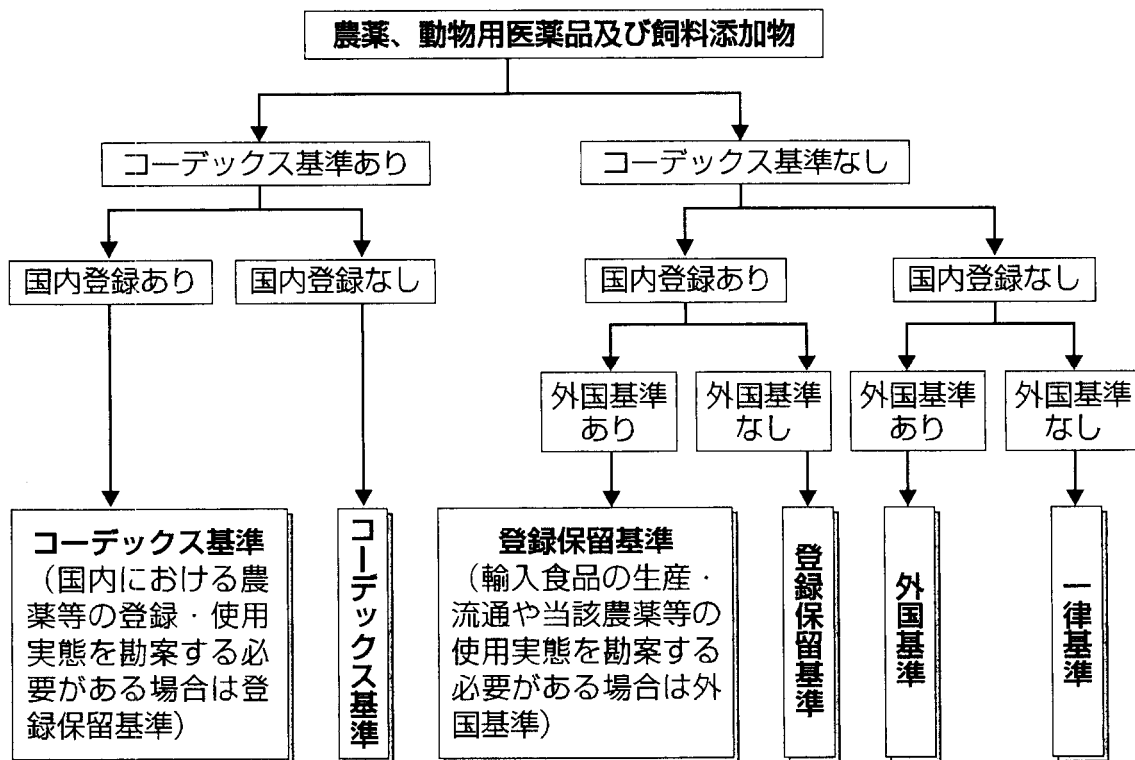 農薬、動物用医薬品及び飼料添加物
コーデックス基準あり
コーデックス基準なし
国内登録あり
国内登録なし
国内登録あり
国内登録なし
外国基準
あり
外国基準
なし
外国基準
あり
外国基準
なし
コーデックス基準
（国内における農
薬等の登録・使用
実態を勘案する必
要がある場合は登
録保留基準）
コーデックス基準
登録保留基準
（輸入食品の生産・
流通や当該農薬等の
使用実態を勘案する
必要がある場合は外
国基準）
登録保留基準
外国基準
一律基準